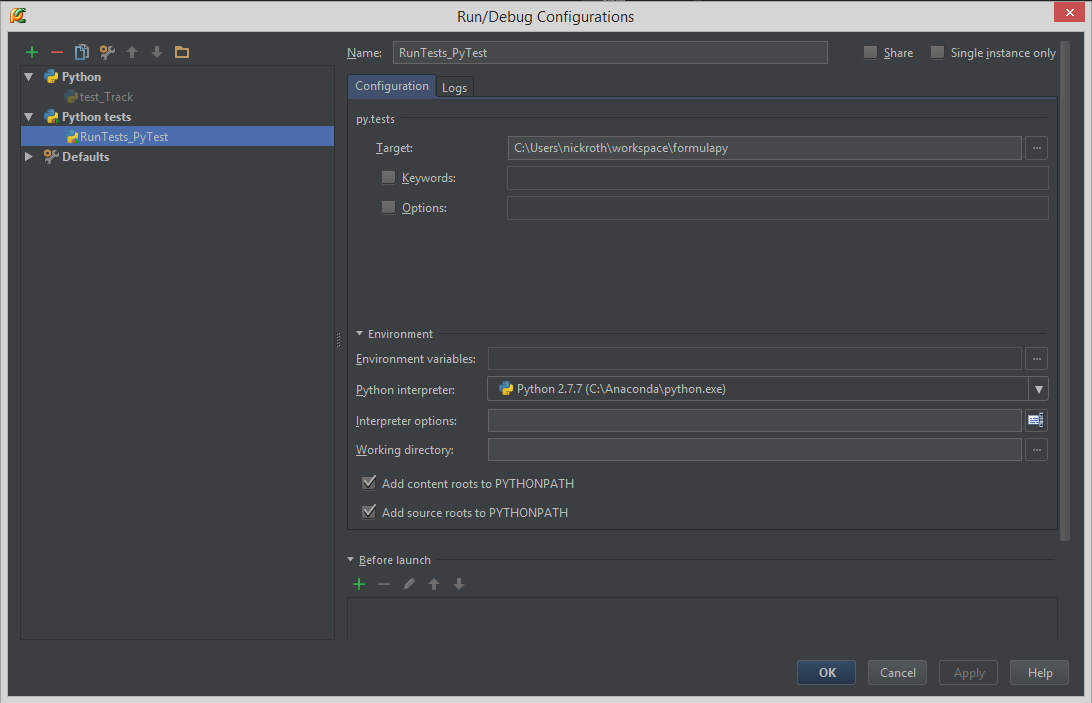 Run/Debug Configurations
Name: RunTests_PyTest Share Single instance only
Python
test_Track
Python tests
RunTests_PyTest
Defaults
Configuration Logs
py.tests
Target: C:\Users\nickroth\workspace\formulapy ...
Keywords:
Options:
Environment
Environment variables: ...
Python interpreter: Python 2.7.7 (C:\Anaconda\python.exe)
Interpreter options:
Working directory: ...
Add content roots to PYTHONPATH
Add source roots to PYTHONPATH
Before launch
OK Cancel Apply Help